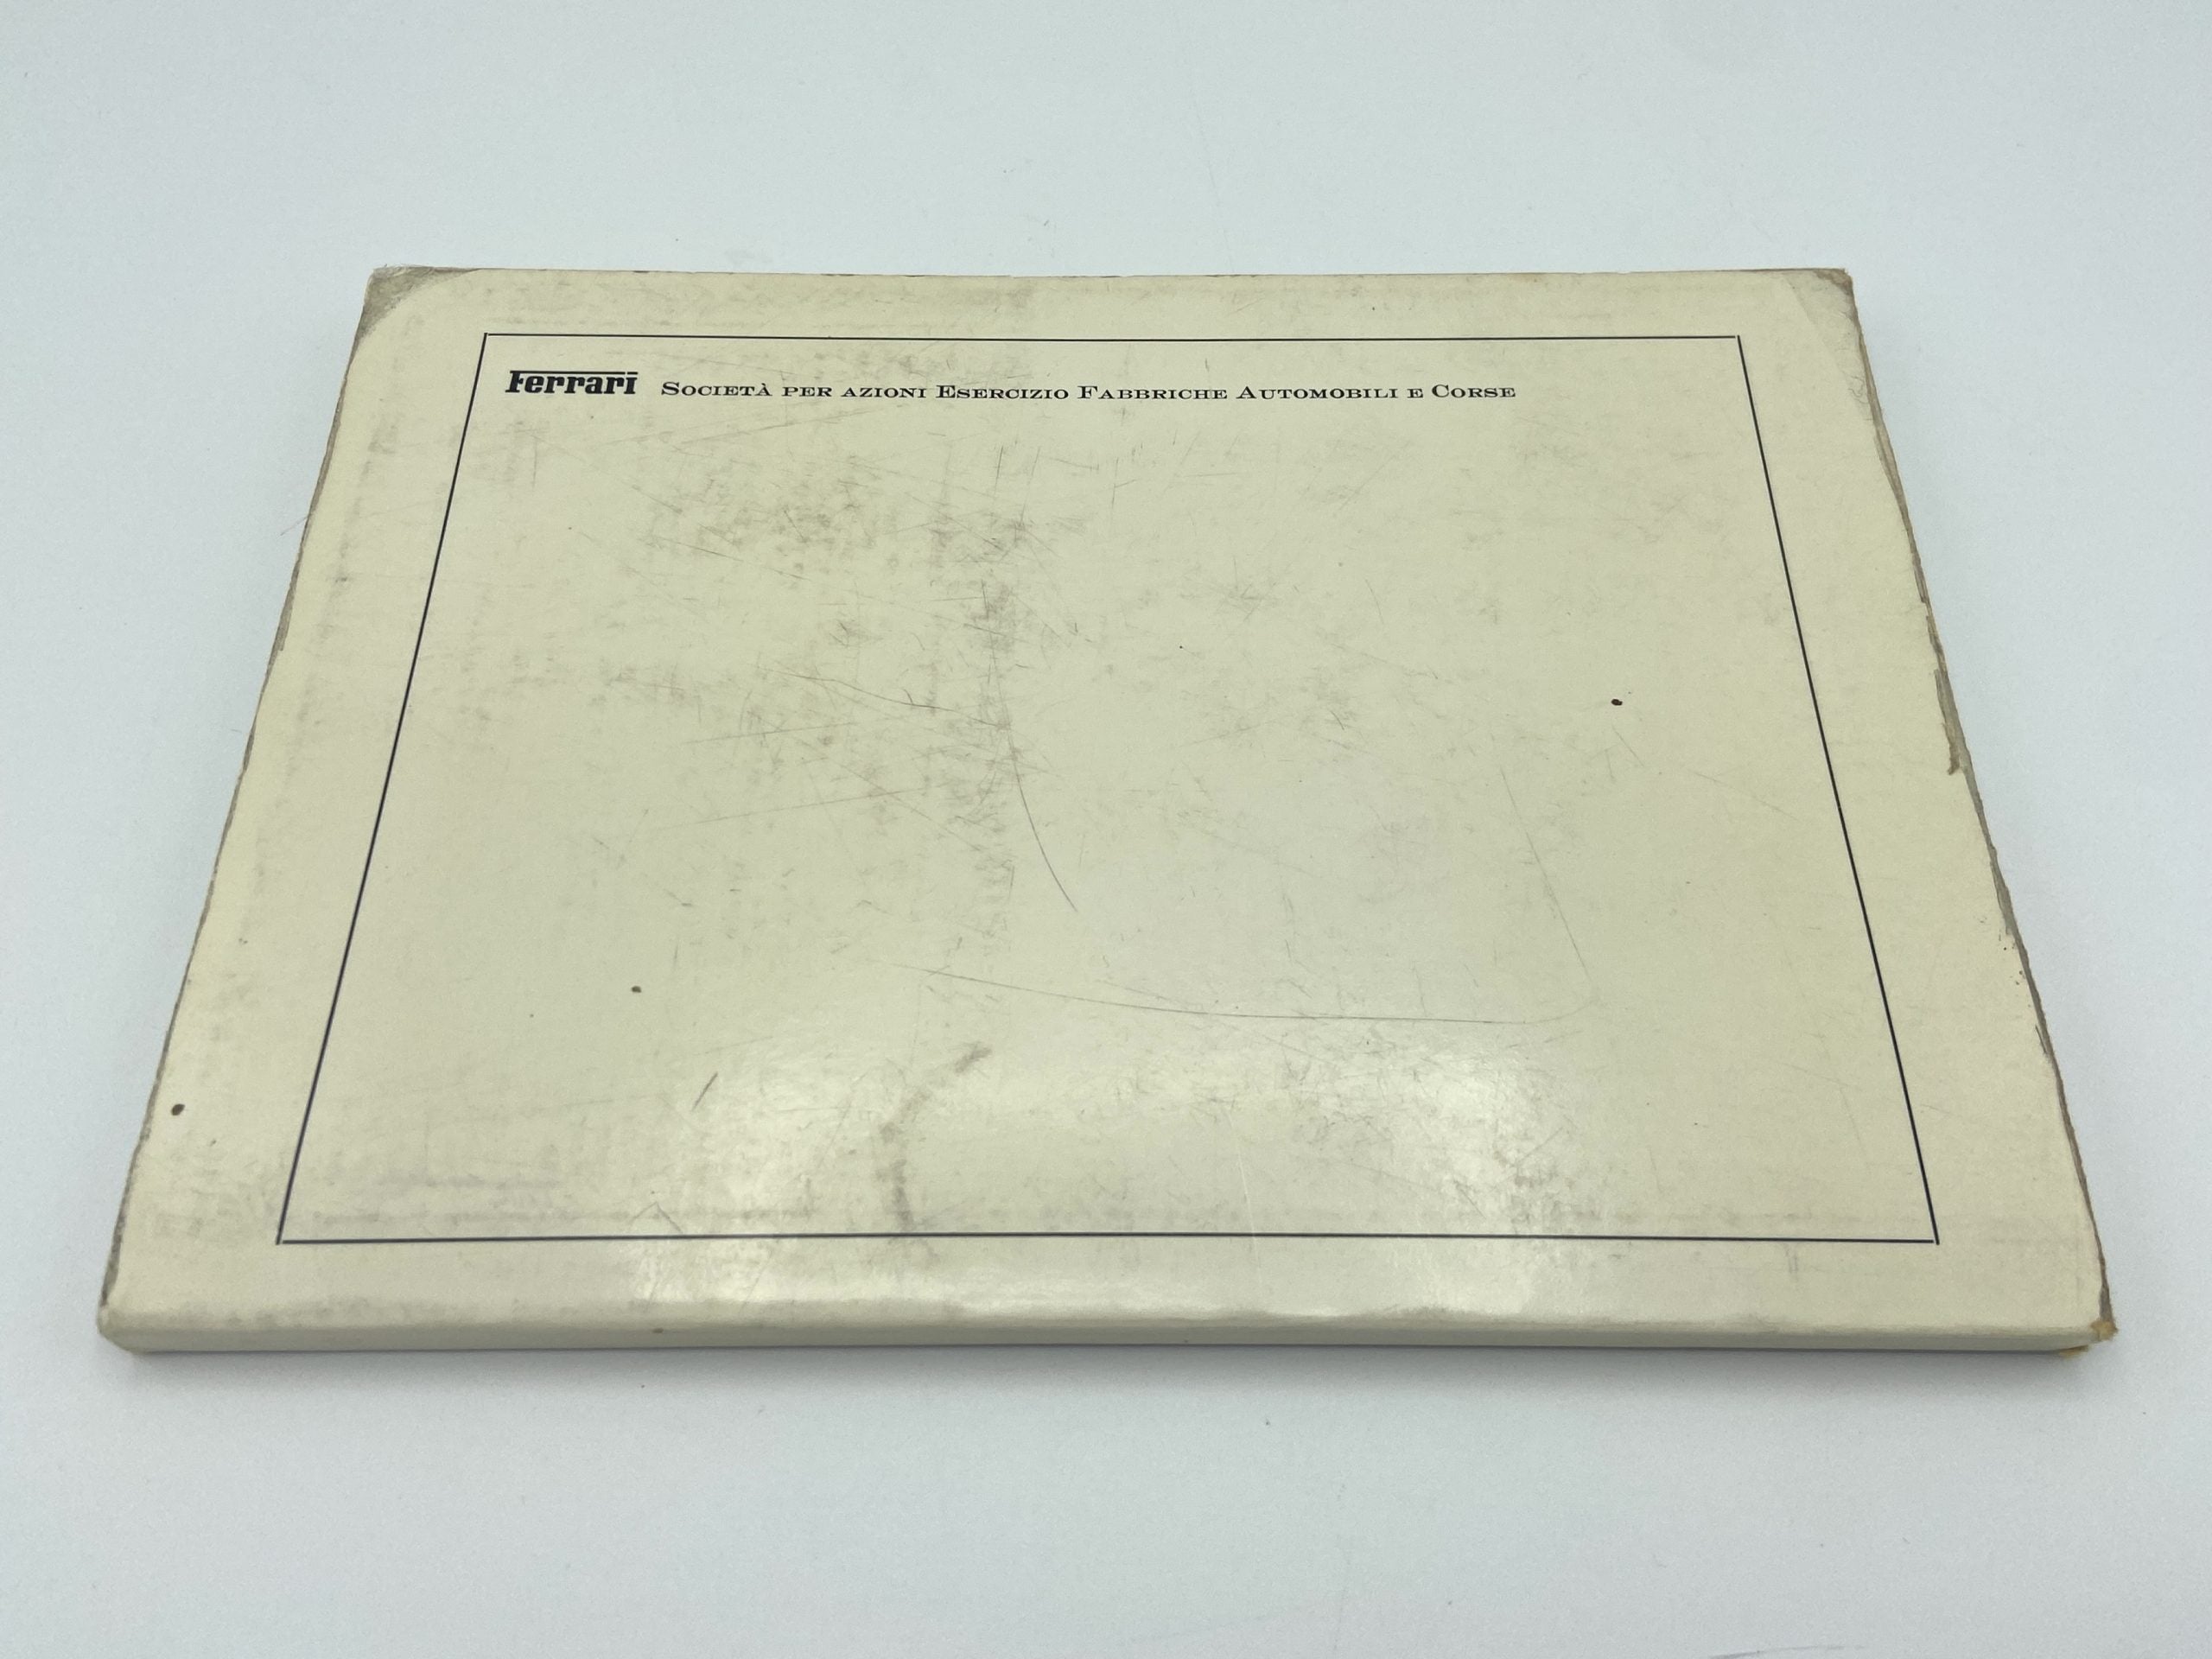 Ferrari Società per azioni Esercizio Fabbriche Automobili e Corse